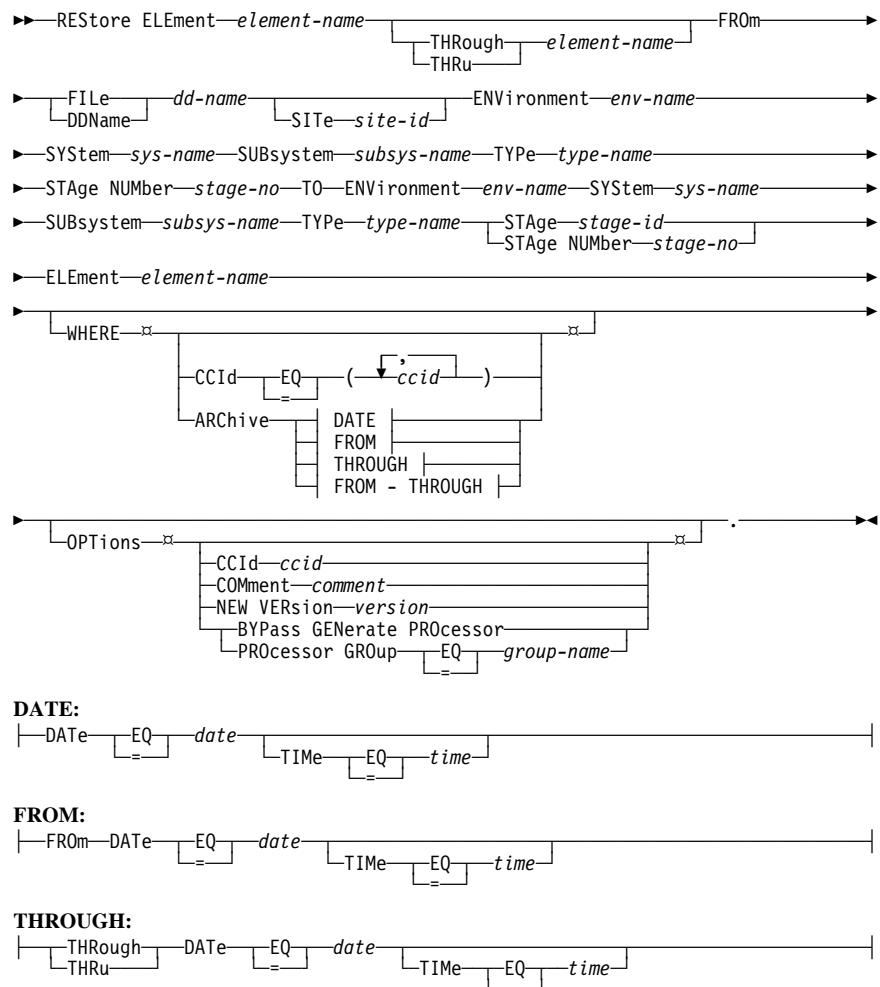 REStore ELEment element-name FROm
THRough element-name
THRu
FILe dd-name ENVironment env-name
DDName SITe site-id
SYStem sys-name SUBsystem subsys-name TYPe type-name
STAge NUMber stage-no TO ENVironment env-name SYStem sys-name
SUBsystem subsys-name TYPe type-name STAge stage-id
STAge NUMber stage-no
ELEment element-name
WHERE ¤ ¤
,
CCId EQ ( ccid )
=
ARChive DATE
FROM
THROUGH
FROM - THROUGH
.
OPTions ¤ ¤
CCId ccid
COMment comment
NEW VERsion version
BYPass GENerate PROcessor
PROcessor GROup EQ group-name
=
DATE:
DATe EQ date
= TIMe EQ time
=
FROM:
FROm DATe EQ date
= TIMe EQ time
=
THROUGH:
THRough DATe EQ date
THRu = TIMe EQ time